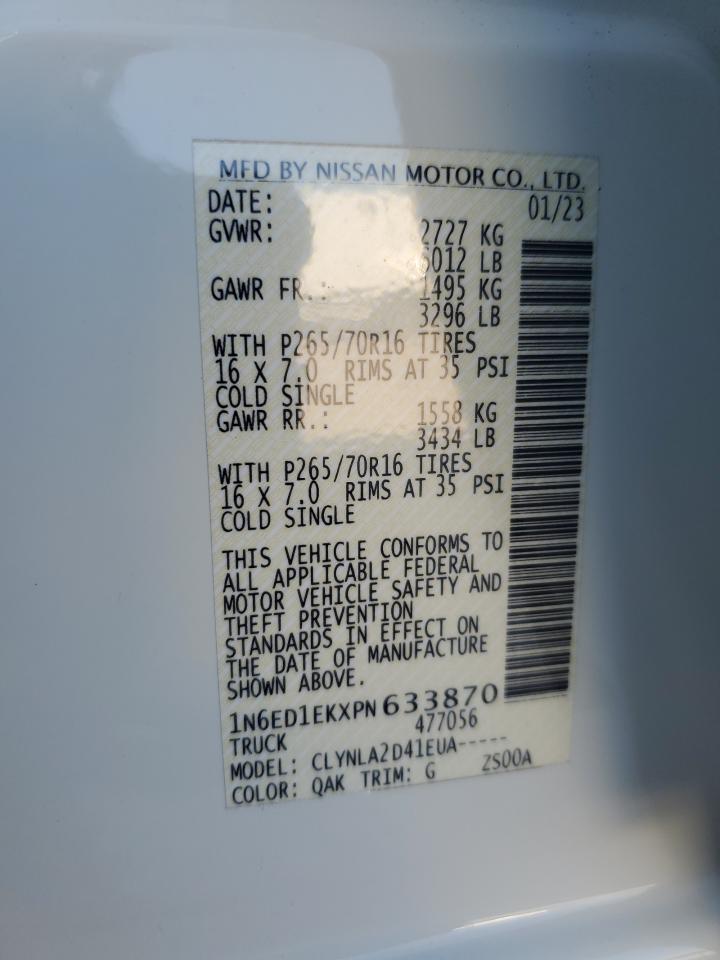 MFD BY NISSAN MOTOR CO., LTD.
DATE: 01/23
GVWR: 2727 KG
6012 LB
GAWR FR.: 1495 KG
3296 LB
WITH P265/70R16 TIRES
16 X 7.0 RIMS AT 35 PSI
COLD SINGLE
GAWR RR.: 1558 KG
3434 LB
WITH P265/70R16 TIRES
16 X 7.0 RIMS AT 35 PSI
COLD SINGLE
THIS VEHICLE CONFORMS TO
ALL APPLICABLE FEDERAL
MOTOR VEHICLE SAFETY AND
THEFT PREVENTION
STANDARDS IN EFFECT ON
THE DATE OF MANUFACTURE
SHOWN ABOVE.
1N6ED1EKXPN633870
TRUCK 477056
MODEL: CLYNLA2D41EUA-----
COLOR: QAK TRIM: G ZS00A